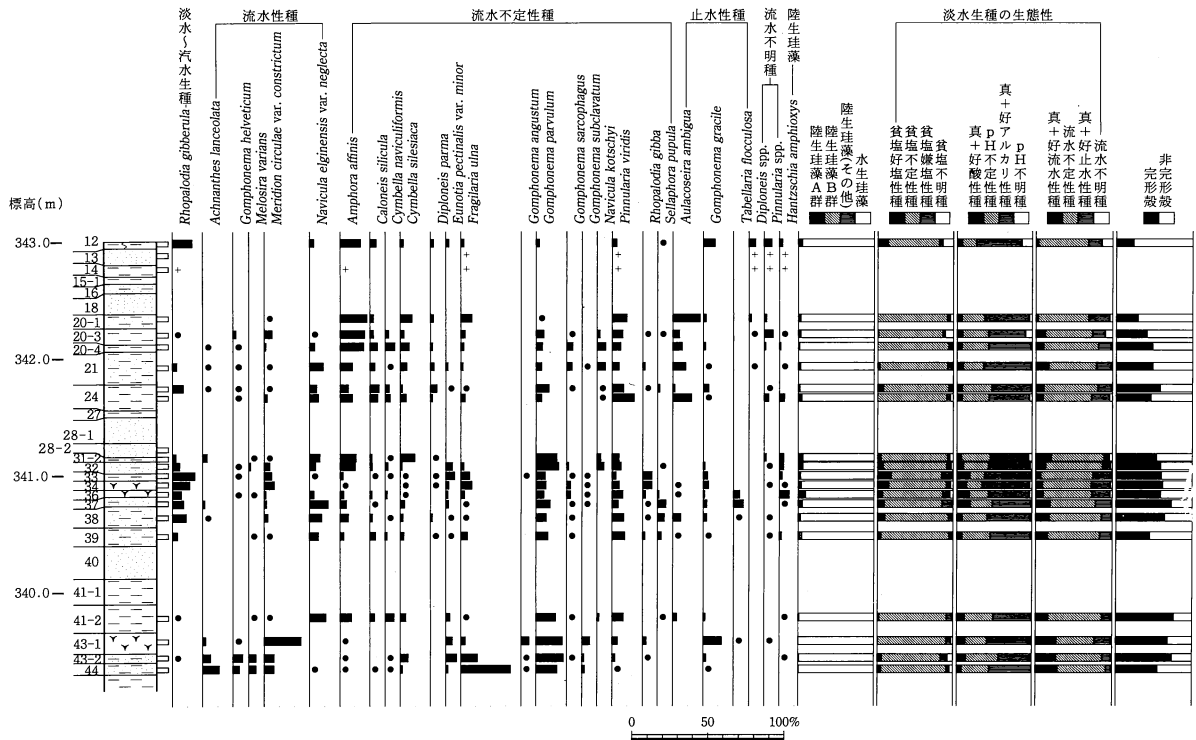 淡水～汽水生種
流水性種
流水不定性種
止水性種
流水不明種
陸生珪藻
淡水生種の生態性
Rhopalodia gibberula
Achnanthes lanceolata
Gomphonema helveticum
Melosira varians
Meridion circulae var. constrictum
Navicula elginensis var. neglecta
Amphora affinis
Caloneis silicula
Cymbella naviculiformis
Cymbella silesiaca
Diploneis parma
Eunotia pectinalis var. minor
Fragilaria ulna
Gomphonema angustum
Gomphonema parvulum
Gomphonema sarcophagus
Gomphonema subclavatum
Navicula kotschyi
Pinnularia viridis
Rhopalodia gibba
Sellaphora pupula
Aulacoseira ambigua
Gomphonema gracile
Tabellaria flocculosa
Diploneis spp.
Pinnularia spp.
Hantzschia amphioxys
陸生珪藻A群
陸生珪藻B群
陸生珪藻(その他)
水生珪藻
貧塩好塩性種
貧塩不定性種
貧塩嫌塩性種
貧塩不明種
真＋好酸性種
pH不定性種
真＋好アルカリ性種
pH不明種
真＋好流水性種
流水不定性種
真＋好止水性種
流水不明種
完形殻
非完形殻
標高(m)
343.0
342.0
341.0
340.0
12
13
14
15-1
16
18
20-1
20-3
20-4
21
24
27
28-1
28-2
31-2
32
33
34
36
37
38
39
40
41-1
41-2
43-1
43-2
44
0 50 100%